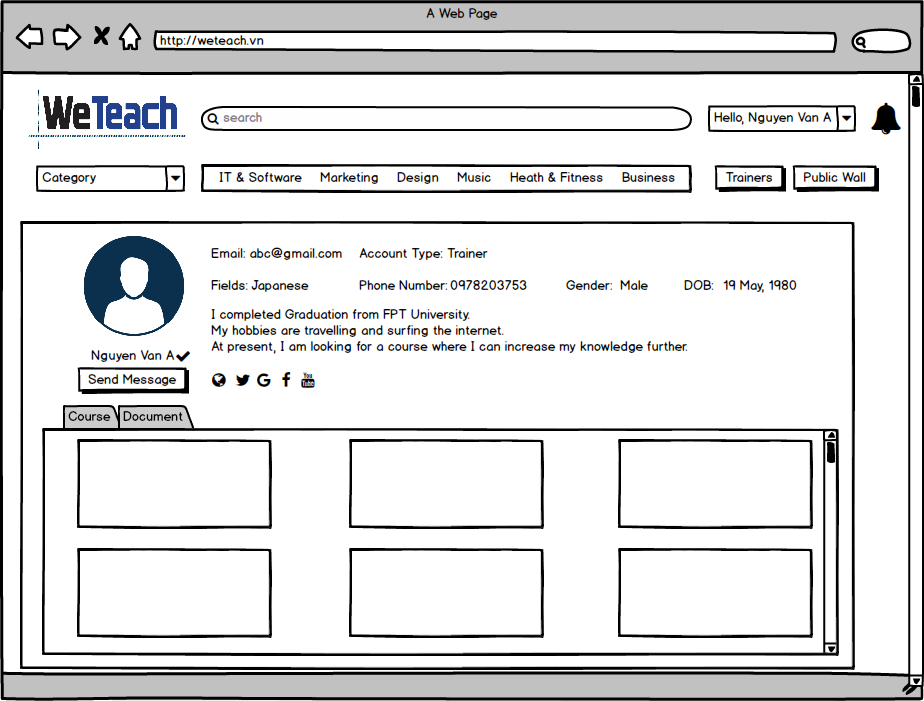 A Web Page
http://weteach.vn
WeTeach
search
Hello, Nguyen Van A
Category
IT & Software Marketing Design Music Heath & Fitness Business
Trainers
Public Wall
Email: abc@gmail.com Account Type: Trainer
Fields: Japanese Phone Number: 0978203753 Gender: Male DOB: 19 May, 1980
I completed Graduation from FPT University.
My hobbies are travelling and surfing the internet.
At present, I am looking for a course where I can increase my knowledge further.
Nguyen Van A
Send Message
You
Tube
Course Document